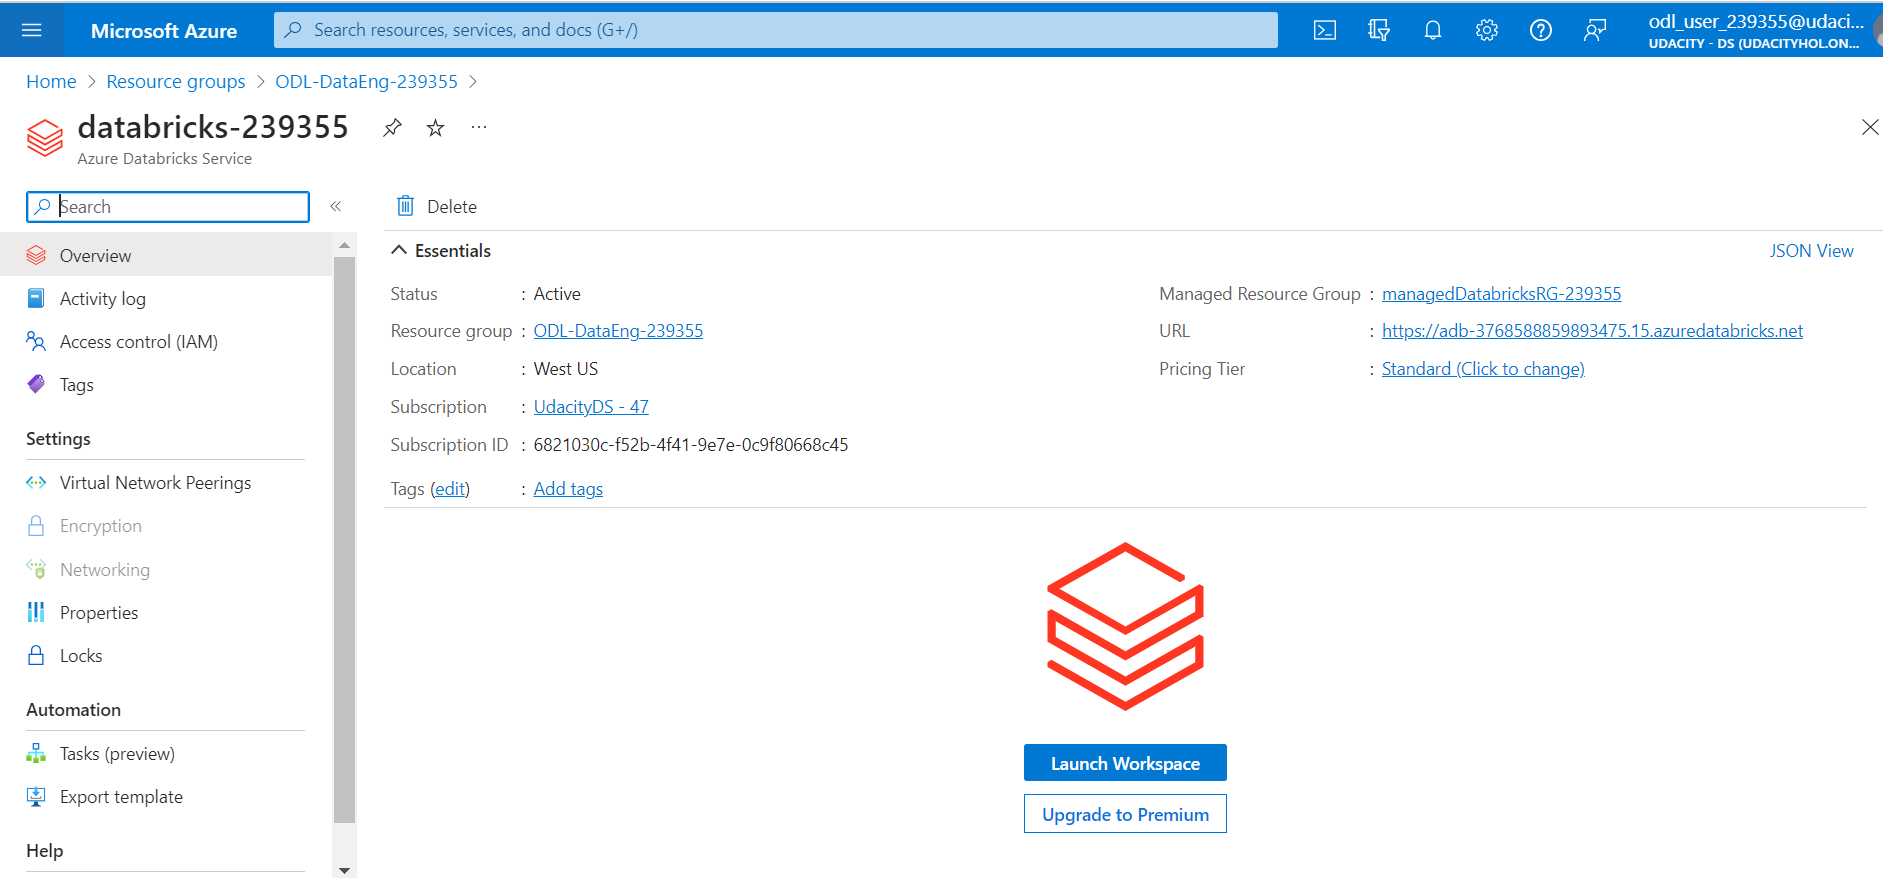 Microsoft Azure
Search resources, services, and docs (G+/)
odl_user_239355@udaci...
UDACITY - DS (UDACITYHOL.ON...
Home > Resource groups > ODL-DataEng-239355 >
databricks-239355
Azure Databricks Service
Search
Overview
Activity log
Access control (IAM)
Tags
Settings
Virtual Network Peerings
Encryption
Networking
Properties
Locks
Automation
Tasks (preview)
Export template
Help
Delete
Essentials
JSON View
Status : Active
Resource group : ODL-DataEng-239355
Location : West US
Subscription : UdacityDS - 47
Subscription ID : 6821030c-f52b-4f41-9e7e-0c9f80668c45
Tags (edit) : Add tags
Managed Resource Group : managedDatabricksRG-239355
URL : https://adb-3768588859893475.15.azuredatabricks.net
Pricing Tier : Standard (Click to change)
Launch Workspace
Upgrade to Premium